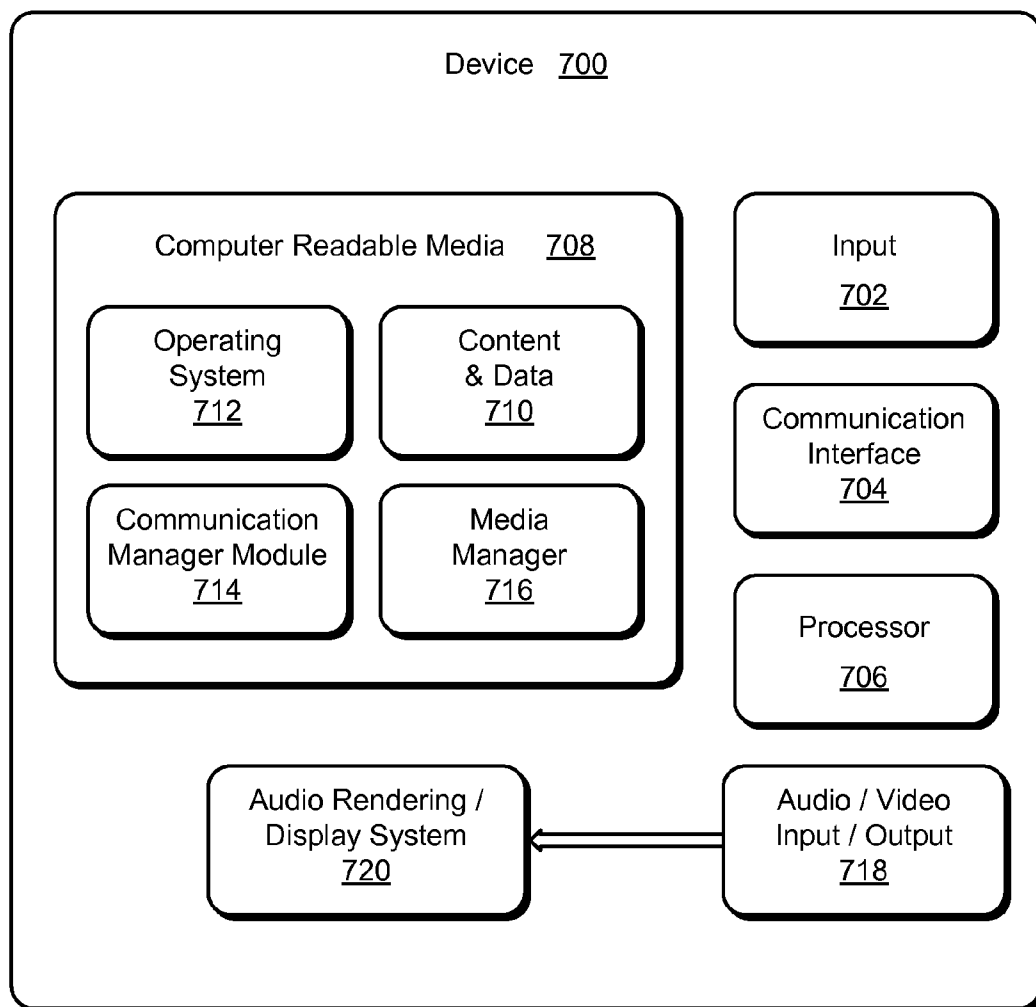 Device 700
Computer Readable Media 708
Operating
System
712
Content
& Data
710
Communication
Manager Module
714
Media
Manager
716
Input
702
Communication
Interface
704
Processor
706
Audio Rendering /
Display System
720
Audio / Video
Input / Output
718